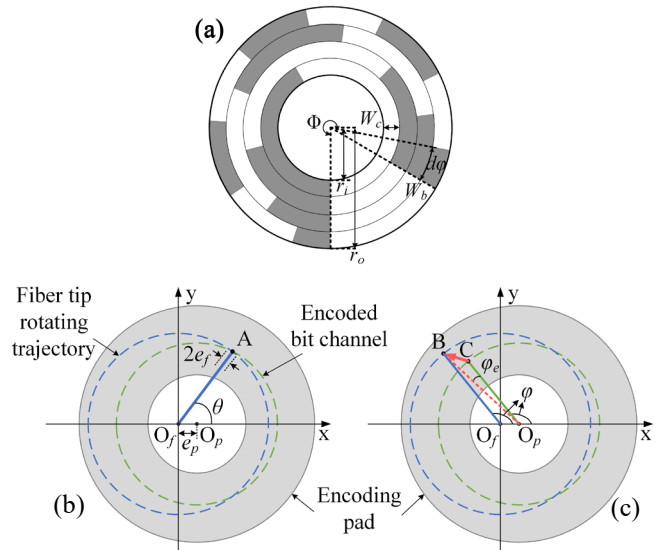 (a)
Φ
W_c
dφ
W_b
r_i
r_o
Fiber tip
rotating
trajectory
y
A
Encoded
bit channel
2e_f
θ
O_f
O_p
e_p
x
(b)
y
B
C
φ_e
φ
O_f
O_p
x
Encoding
pad
(c)